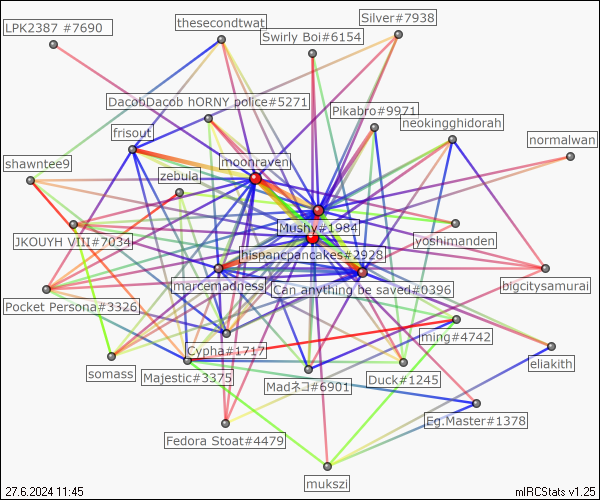 LPK2387 #7690
thesecondtwat
Silver#7938
Swirly Boi#6154
DacobDacob hORNY police#5271
Pikabro#9971
neokingghidorah
frisout
normalwan
shawntee9
moonraven
zebula
Mushy#1984
JKOUYH VIII#7034
yoshimanden
hispancpancakes#2928
marcemadness
Can anything be saved#0396
bigcitysamurai
Pocket Persona#3326
Cypha#1717
ming#4742
somass
Majestic#3375
Madネコ#6901
Duck#1245
eliakith
Fedora Stoat#4479
Eg.Master#1378
mukszi
27.6.2024 11:45
mIRCStats v1.25